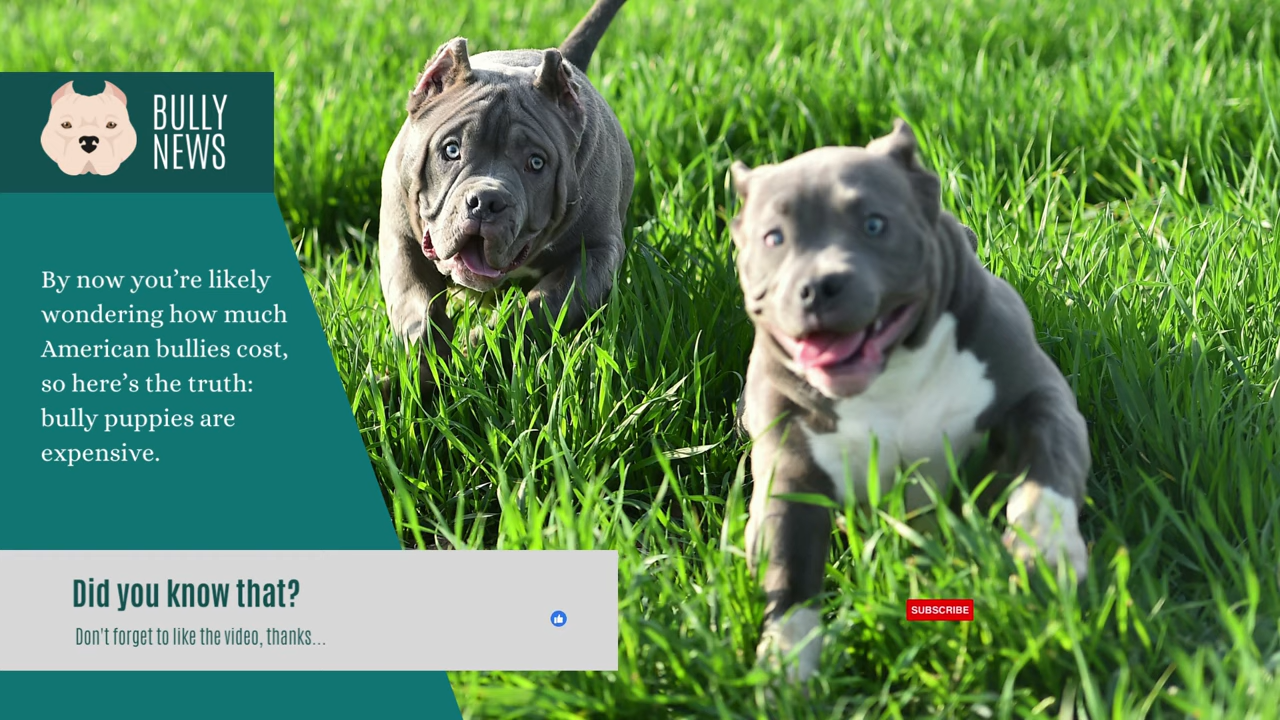 BULLY
NEWS
By now you’re likely
wondering how much
American bullies cost,
so here’s the truth:
bully puppies are
expensive.
Did you know that?
Don't forget to like the video, thanks...
SUBSCRIBE